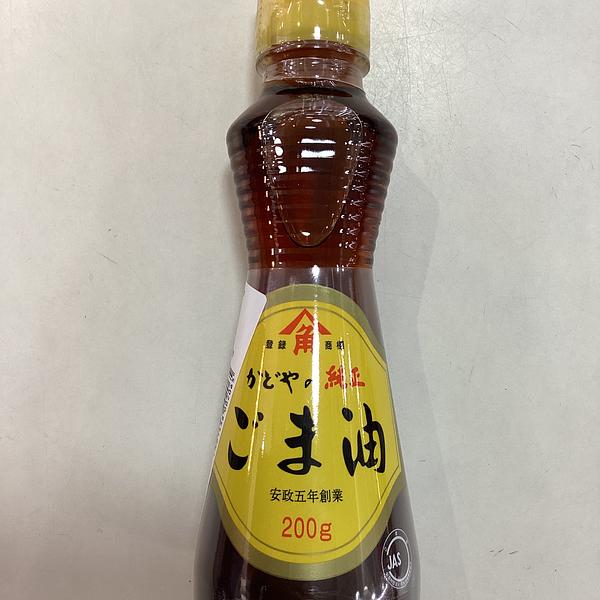 登録 角 商標
かどやの純正
ごま油
安政五年創業
200g
JAS